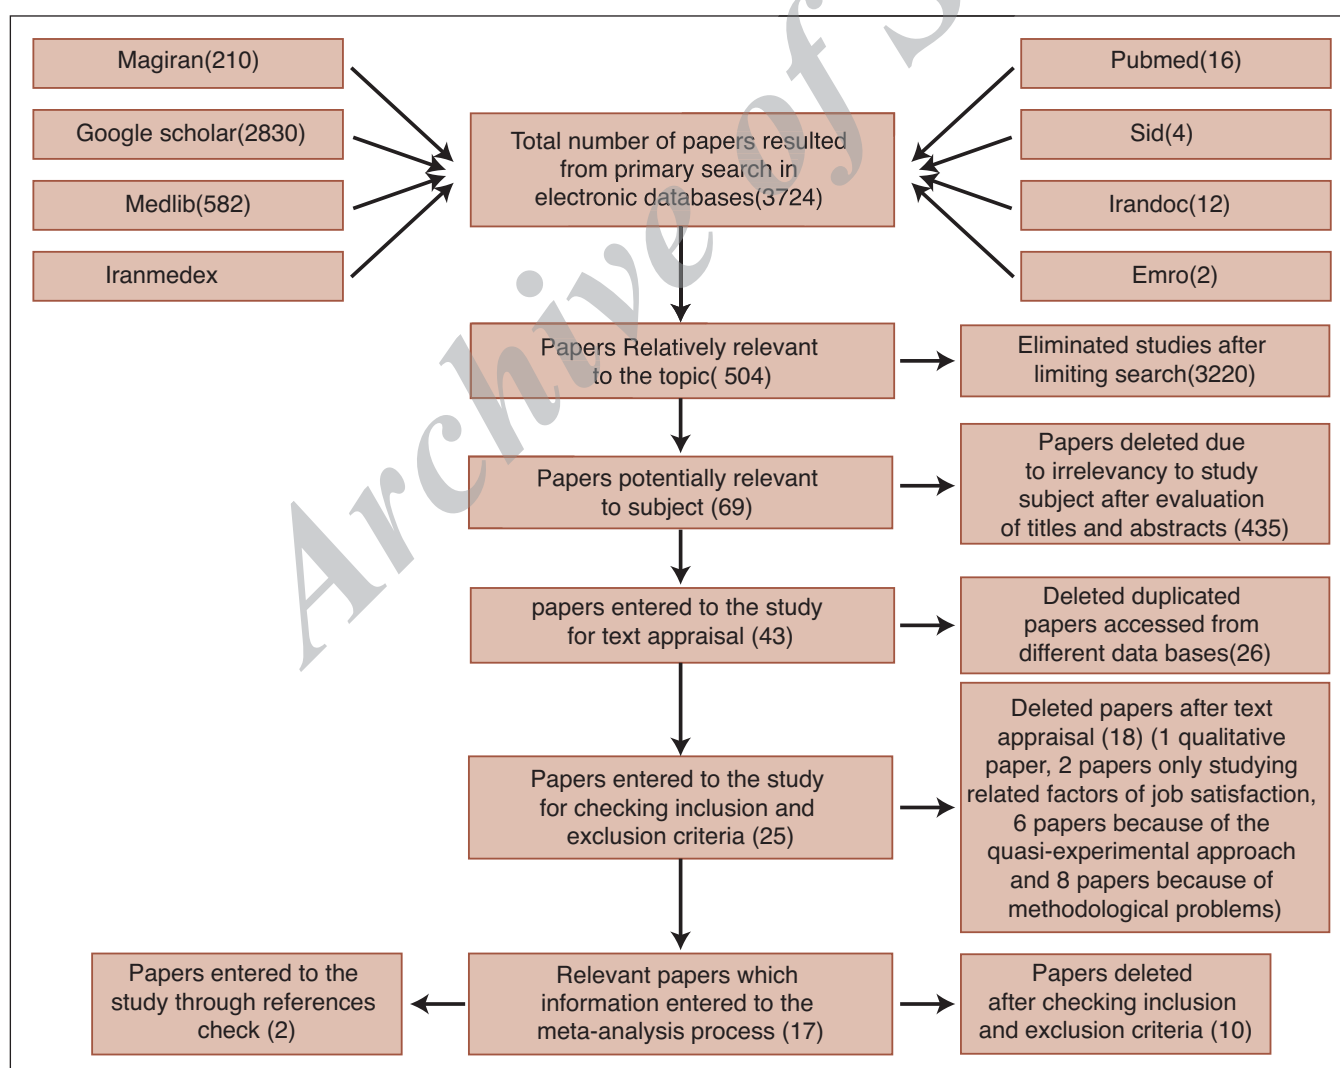 Magiran(210)
Google scholar(2830)
Medlib(582)
Iranmedex
Pubmed(16)
Sid(4)
Irandoc(12)
Emro(2)
Total number of papers resulted
from primary search in
electronic databases(3724)
Papers Relatively relevant
to the topic( 504)
Eliminated studies after
limiting search(3220)
Papers potentially relevant
to subject (69)
Papers deleted due
to irrelevancy to study
subject after evaluation
of titles and abstracts (435)
papers entered to the study
for text appraisal (43)
Deleted duplicated
papers accessed from
different data bases(26)
Papers entered to the study
for checking inclusion and
exclusion criteria (25)
Deleted papers after text
appraisal (18) (1 qualitative
paper, 2 papers only studying
related factors of job satisfaction,
6 papers because of the
quasi-experimental approach
and 8 papers because of
methodological problems)
Papers entered to the
study through references
check (2)
Relevant papers which
information entered to the
meta-analysis process (17)
Papers deleted
after checking inclusion
and exclusion criteria (10)
Archive of S